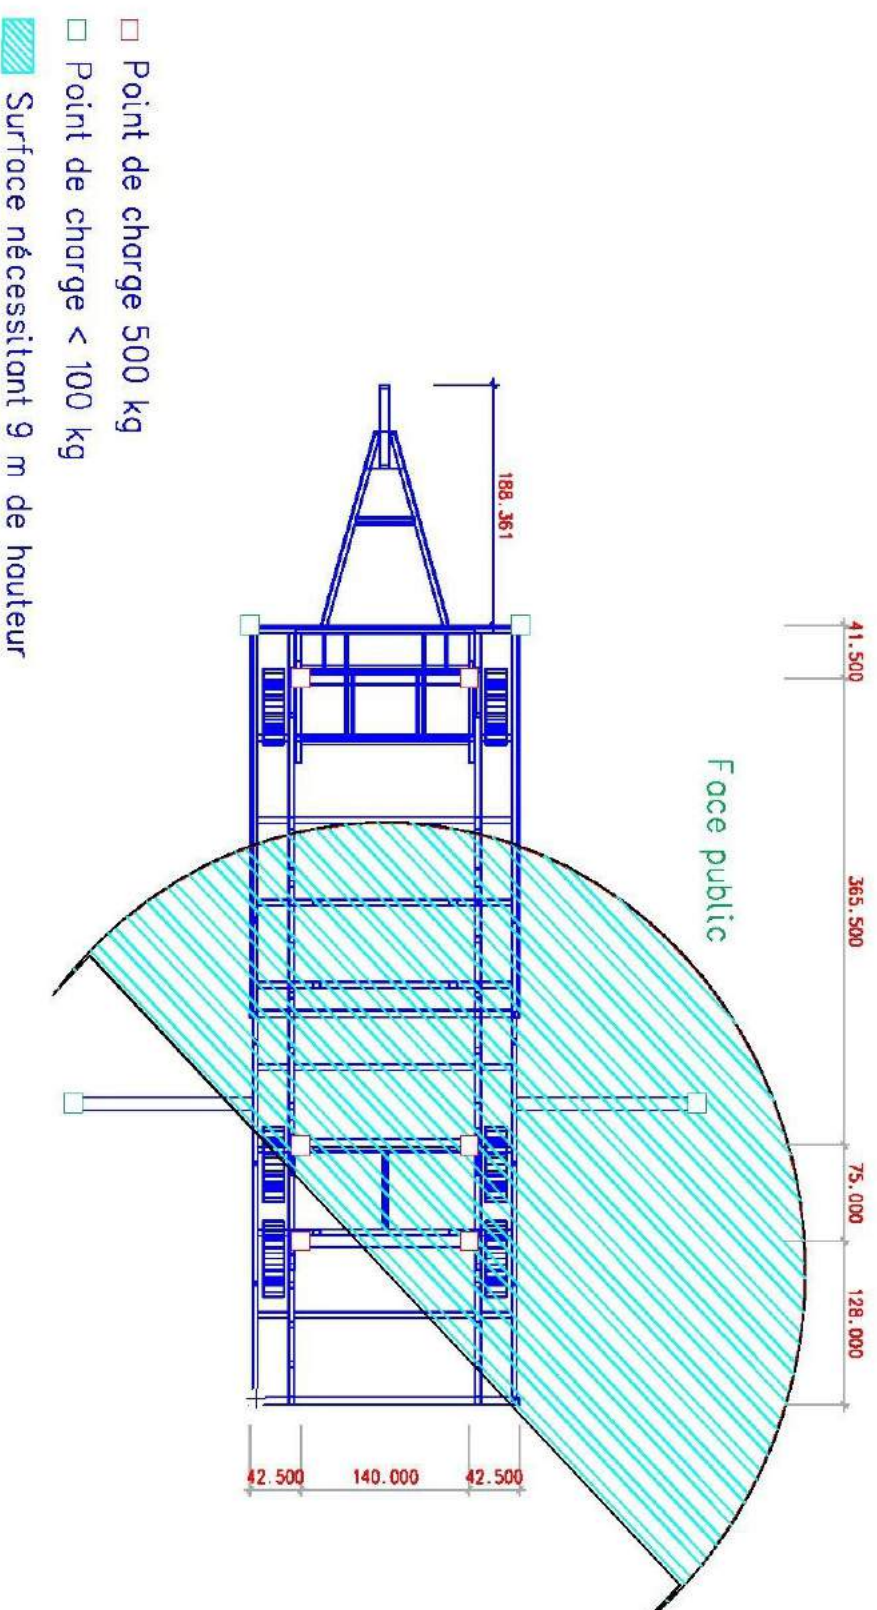 Point de charge 500 kg
Point de charge < 100 kg
Surface nécessitant 9 m de hauteur
Face public
188.361
41.500
365.500
75.000
128.000
42.500
140.000
42.500